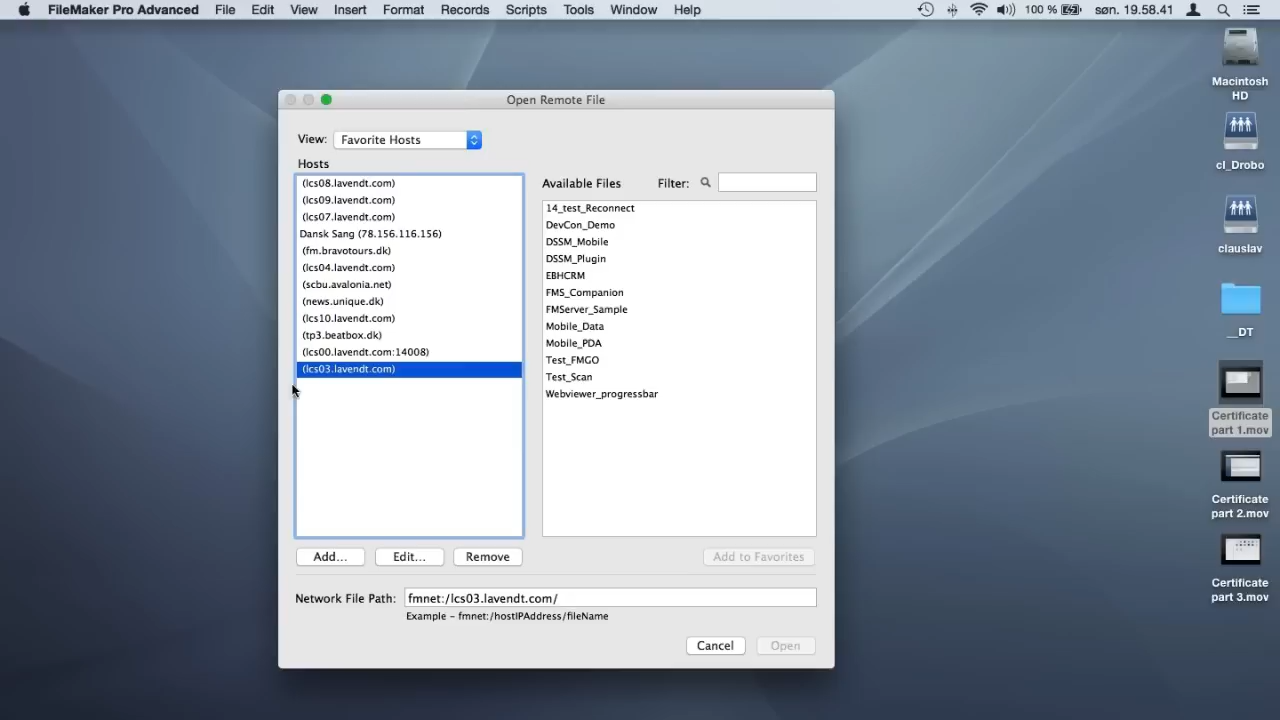 FileMaker Pro Advanced File Edit View Insert Format Records Scripts Tools Window Help 100 % søn. 19.58.41
Open Remote File
View: Favorite Hosts
Hosts
(lcs08.lavendt.com)
(lcs09.lavendt.com)
(lcs07.lavendt.com)
Dansk Sang (78.156.116.156)
(fm.bravotours.dk)
(lcs04.lavendt.com)
(scbu.avalonia.net)
(news.unique.dk)
(lcs10.lavendt.com)
(tp3.beatbox.dk)
(lcs00.lavendt.com:14008)
(lcs03.lavendt.com)
Available Files Filter:
14_test_Reconnect
DevCon_Demo
DSSM_Mobile
DSSM_Plugin
EBHCRM
FMS_Companion
FMServer_Sample
Mobile_Data
Mobile_PDA
Test_FMGO
Test_Scan
Webviewer_progressbar
Add... Edit... Remove Add to Favorites
Network File Path: fmnet:/lcs03.lavendt.com/
Example - fmnet:/hostIPAddress/fileName
Cancel Open
Macintosh
HD
cl_Drobo
clauslav
__DT
Certificate
part 1.mov
Certificate
part 2.mov
Certificate
part 3.mov